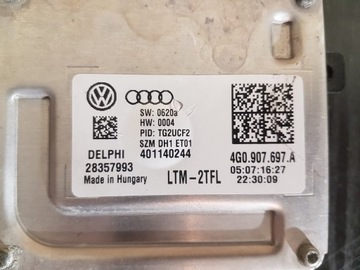 SW: 0620a
HW: 0004
PID: TG2UCF2
SZM DH1 ET01
DELPHI 401140244
28357993
Made in Hungary
LTM-2TFL
4G0.907.697.A
05:07:16:27
22:30:09